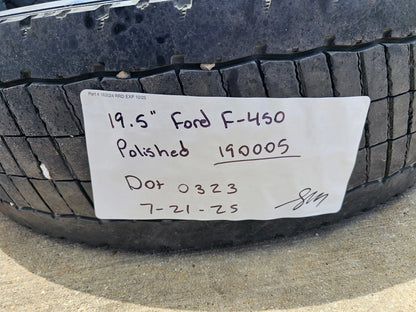 19.5" Ford F-450
Polished 190005
DOT 0323
7-21-25